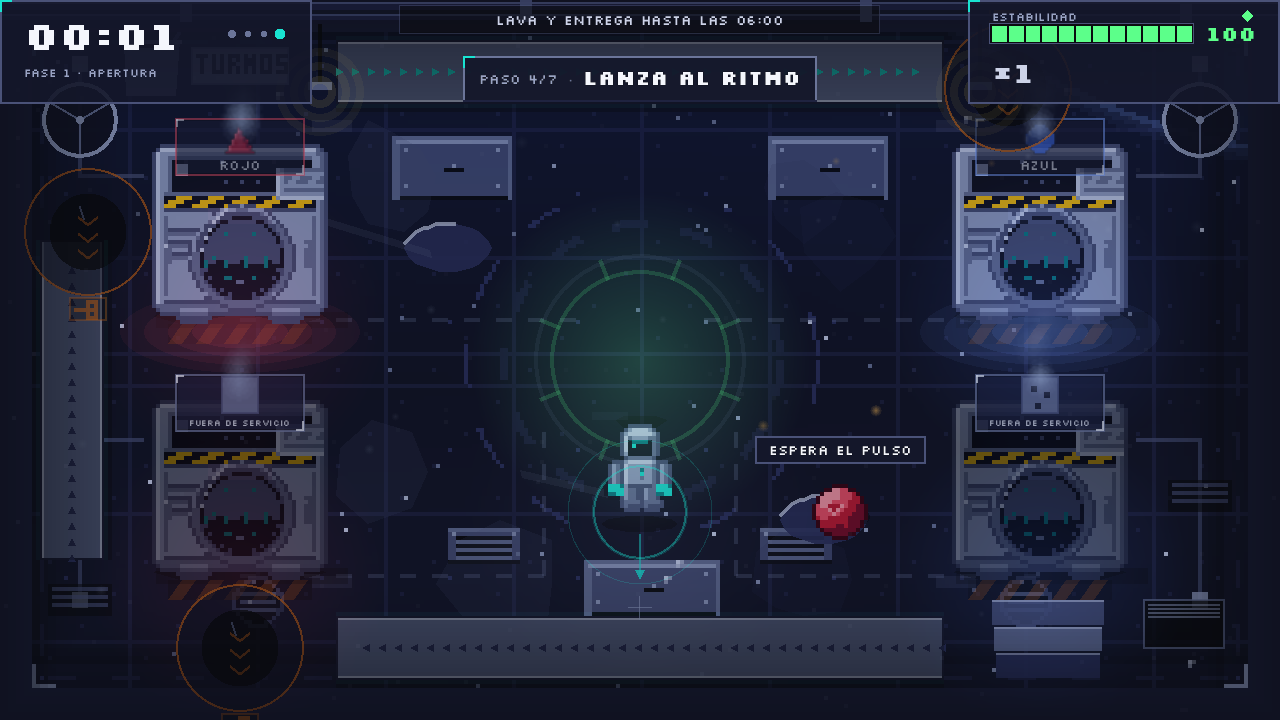 00:01
FASE 1 · APERTURA
TURNOS
LAVA Y ENTREGA HASTA LAS 06:00
PASO 4/7 · LANZA AL RITMO
ESTABILIDAD
100
x1
ROJO
AZUL
FUERA DE SERVICIO
FUERA DE SERVICIO
ESPERA EL PULSO